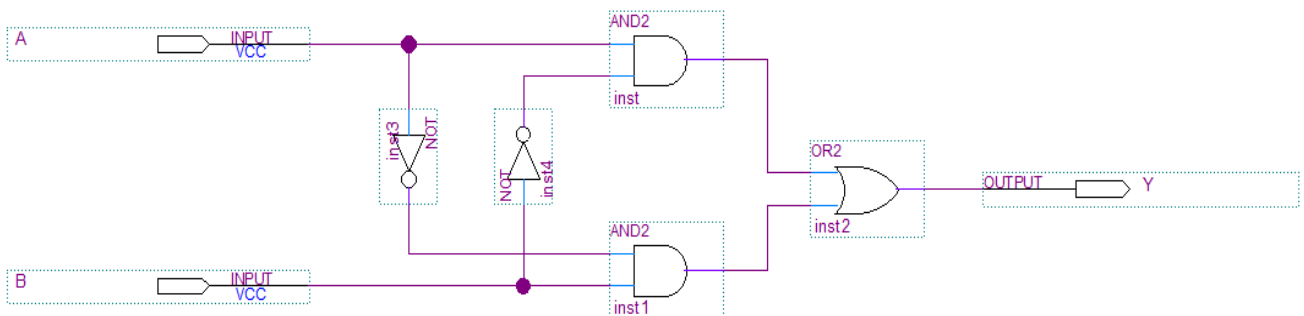 AND2
A
INPUT
VCC
inst
inst3
NOT
NOT
inst4
OR2
OUTPUT
Y
inst2
AND2
B
INPUT
VCC
inst1